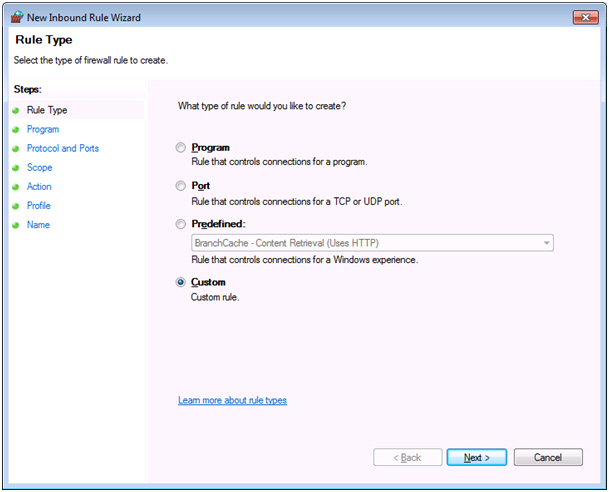 New Inbound Rule Wizard
Rule Type
Select the type of firewall rule to create.
Steps:
Rule Type
Program
Protocol and Ports
Scope
Action
Profile
Name
What type of rule would you like to create?
Program
Rule that controls connections for a program.
Port
Rule that controls connections for a TCP or UDP port.
Predefined:
BranchCache - Content Retrieval (Uses HTTP)
Rule that controls connections for a Windows experience.
Custom
Custom rule.
Learn more about rule types
< Back
Next >
Cancel